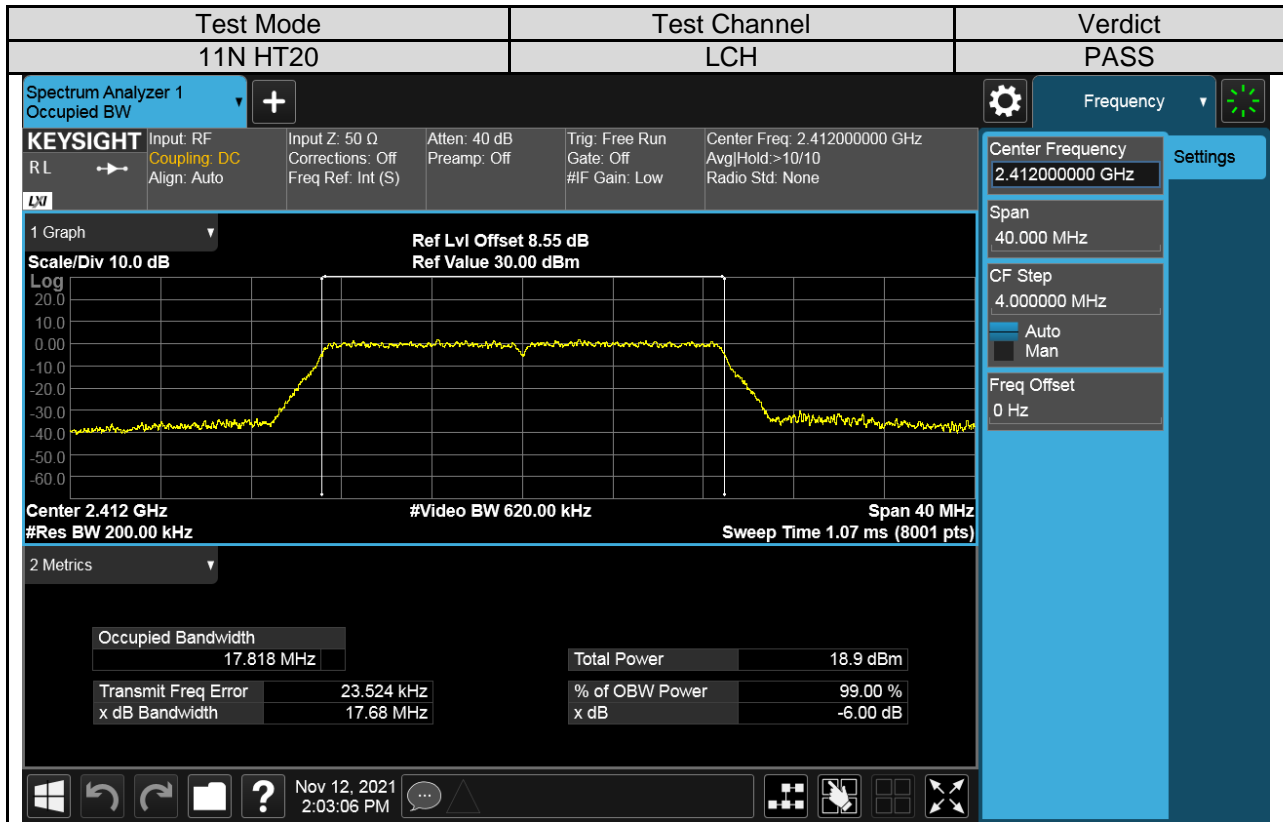 Test Mode Test Channel Verdict
11N HT20 LCH PASS
Spectrum Analyzer 1
Occupied BW
+
Frequency
KEYSIGHT Input: RF Input Z: 50 Ω Atten: 40 dB Trig: Free Run Center Freq: 2.412000000 GHz
RL Coupling: DC Corrections: Off Preamp: Off Gate: Off Avg|Hold:>10/10
Align: Auto Freq Ref: Int (S) #IF Gain: Low Radio Std: None
LXI
Center Frequency
2.412000000 GHz
Settings
Span
40.000 MHz
CF Step
4.000000 MHz
Auto
Man
Freq Offset
0 Hz
1 Graph
Ref Lvl Offset 8.55 dB
Scale/Div 10.0 dB Ref Value 30.00 dBm
Log
20.0
10.0
0.00
-10.0
-20.0
-30.0
-40.0
-50.0
-60.0
Center 2.412 GHz #Video BW 620.00 kHz Span 40 MHz
#Res BW 200.00 kHz Sweep Time 1.07 ms (8001 pts)
2 Metrics
Occupied Bandwidth
17.818 MHz Total Power 18.9 dBm
Transmit Freq Error 23.524 kHz % of OBW Power 99.00 %
x dB Bandwidth 17.68 MHz x dB -6.00 dB
? Nov 12, 2021
2:03:06 PM